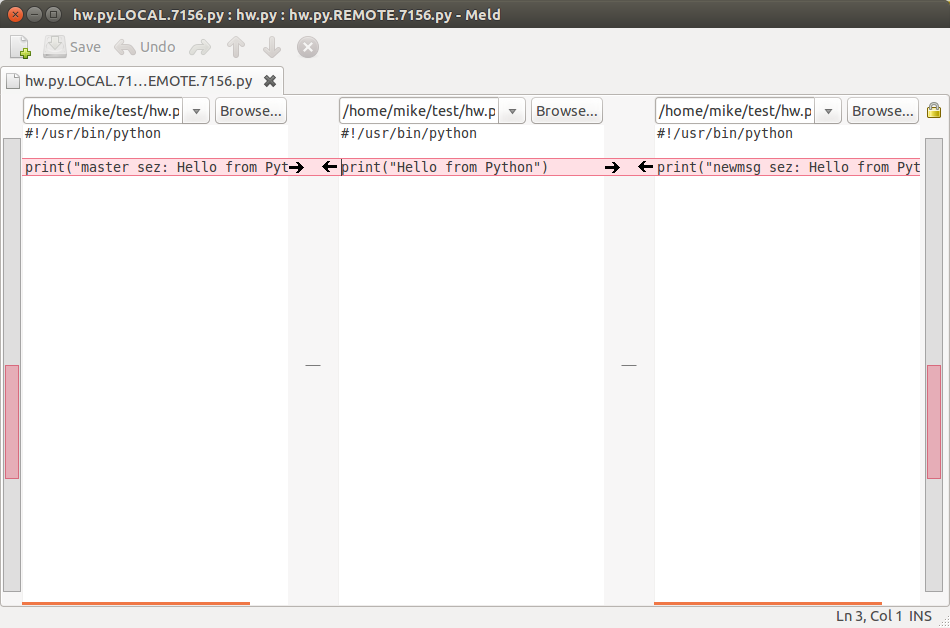 hw.py.LOCAL.7156.py : hw.py : hw.py.REMOTE.7156.py - Meld
Save Undo
hw.py.LOCAL.71...EMOTE.7156.py
/home/mike/test/hw.p Browse... /home/mike/test/hw.p Browse... /home/mike/test/hw.p Browse...
#!/usr/bin/python #!/usr/bin/python #!/usr/bin/python
print("master sez: Hello from Pyt print("Hello from Python") print("newmsg sez: Hello from Pyt
Ln 3, Col 1 INS